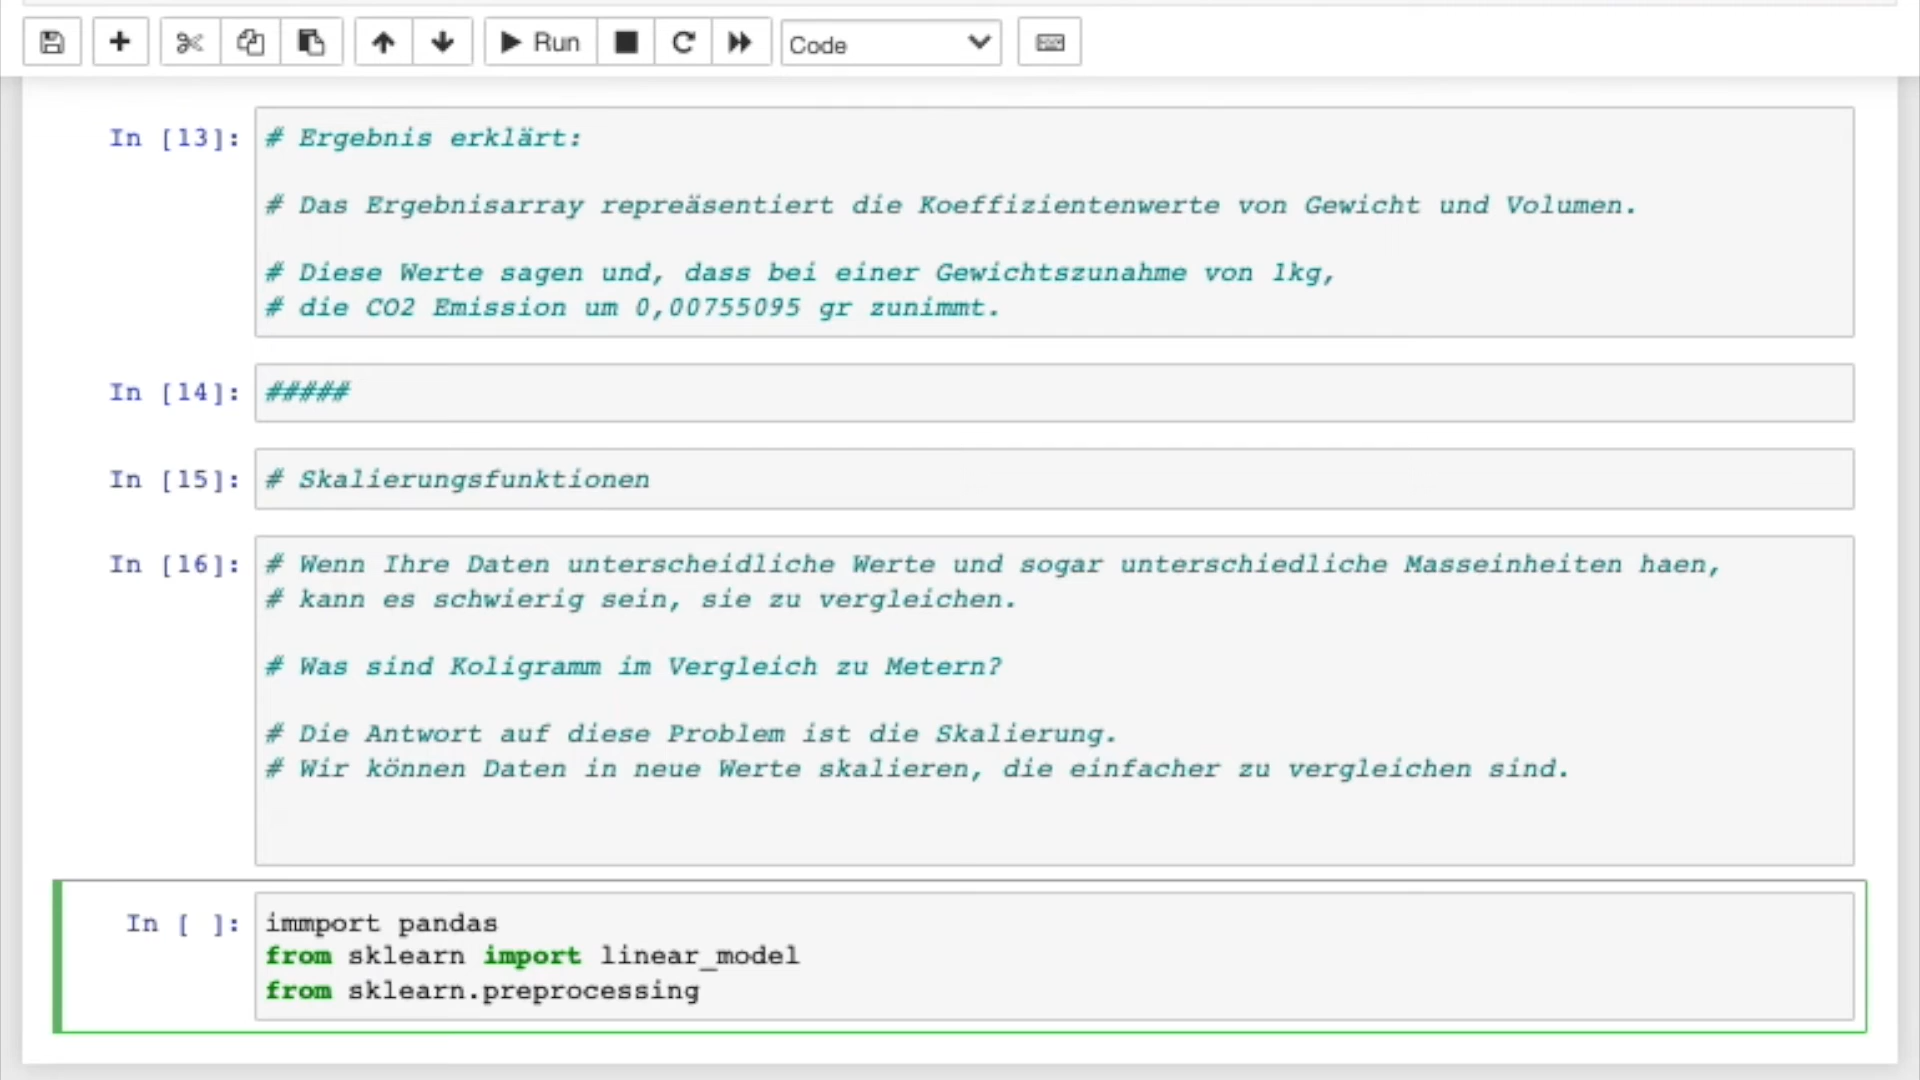 Run
Code
In [13]:
# Ergebnis erklärt:
# Das Ergebnisarray repreäsentiert die Koeffizientenwerte von Gewicht und Volumen.
# Diese Werte sagen und, dass bei einer Gewichtszunahme von 1kg,
# die CO2 Emission um 0,00755095 gr zunimmt.
In [14]:
#####
In [15]:
# Skalierungsfunktionen
In [16]:
# Wenn Ihre Daten unterscheidliche Werte und sogar unterschiedliche Masseinheiten haen,
# kann es schwierig sein, sie zu vergleichen.
# Was sind Koligramm im Vergleich zu Metern?
# Die Antwort auf diese Problem ist die Skalierung.
# Wir können Daten in neue Werte skalieren, die einfacher zu vergleichen sind.
In [ ]:
immport pandas
from sklearn import linear_model
from sklearn.preprocessing